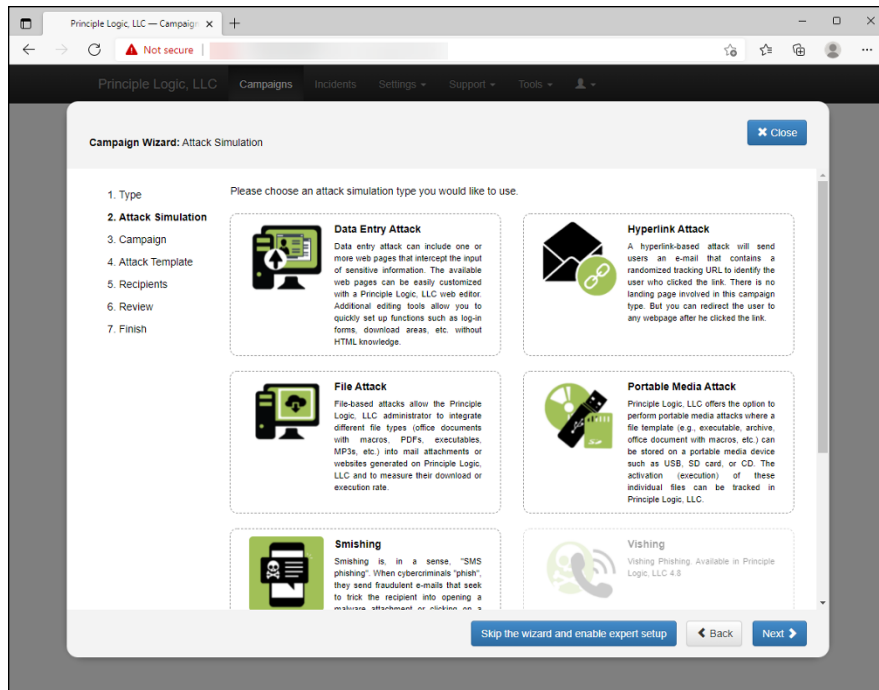 Principle Logic, LLC — Campaign
Not secure
Principle Logic, LLC Campaigns Incidents Settings Support Tools
Campaign Wizard: Attack Simulation
Close
1. Type
2. Attack Simulation
3. Campaign
4. Attack Template
5. Recipients
6. Review
7. Finish
Please choose an attack simulation type you would like to use.
Data Entry Attack
Data entry attack can include one or
more web pages that intercept the input
of sensitive information. The available
web pages can be easily customized
with a Principle Logic, LLC web editor.
Additional editing tools allow you to
quickly set up functions such as log-in
forms, download areas, etc. without
HTML knowledge.
Hyperlink Attack
A hyperlink-based attack will send
users an e-mail that contains a
randomized tracking URL to identify the
user who clicked the link. There is no
landing page involved in this campaign
type. But you can redirect the user to
any webpage after he clicked the link.
File Attack
File-based attacks allow the Principle
Logic, LLC administrator to integrate
different file types (office documents
with macros, PDFs, executables,
MP3s, etc.) into mail attachments or
websites generated on Principle Logic,
LLC and to measure their download or
execution rate.
Portable Media Attack
Principle Logic, LLC offers the option to
perform portable media attacks where a
file template (e.g., executable, archive,
office document with macros, etc.) can
be stored on a portable media device
such as USB, SD card, or CD. The
activation (execution) of these
individual files can be tracked in
Principle Logic, LLC.
Smishing
Smishing is, in a sense, "SMS
phishing". When cybercriminals "phish",
they send fraudulent e-mails that seek
to trick the recipient into opening a
malware attachment or clicking on a
Vishing
Vishing Phishing. Available in Principle
Logic, LLC 4.8
Skip the wizard and enable expert setup
Back
Next